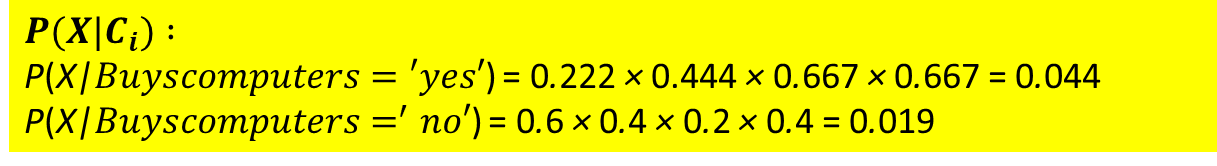 P(X|Cᵢ) :
P(X/Buyscomputers = ′yes′) = 0.222 × 0.444 × 0.667 × 0.667 = 0.044
P(X/Buyscomputers =′ no′) = 0.6 × 0.4 × 0.2 × 0.4 = 0.019